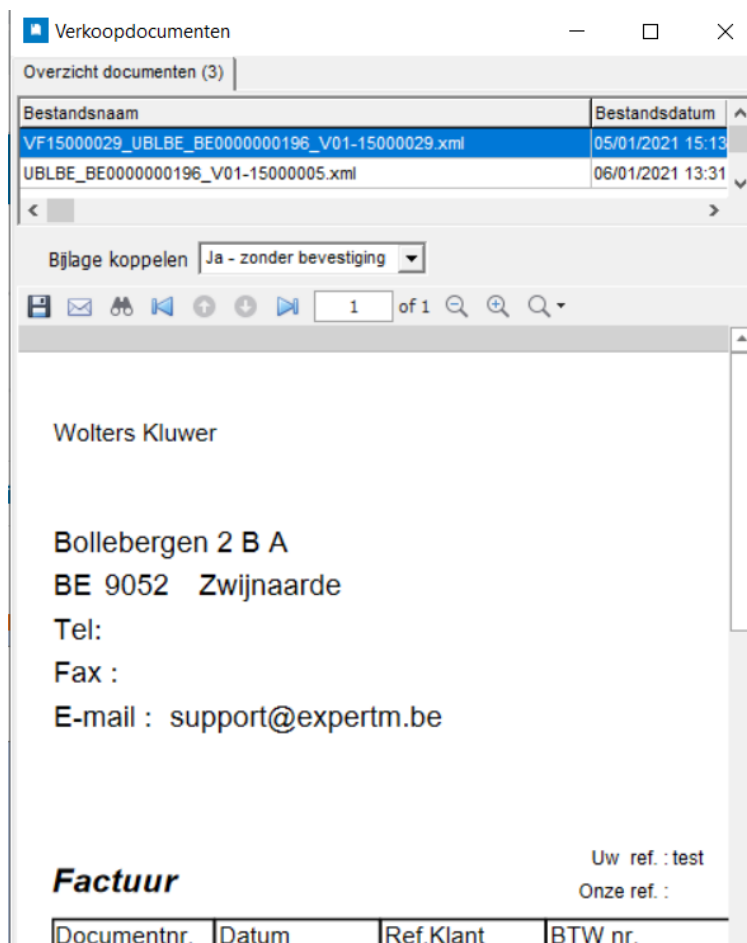 Verkoopdocumenten
Overzicht documenten (3)
Bestandsnaam Bestandsdatum
VF15000029_UBLBE_BE0000000196_V01-15000029.xml 05/01/2021 15:13
UBLBE_BE0000000196_V01-15000005.xml 06/01/2021 13:31
Bijlage koppelen Ja - zonder bevestiging
1 of 1
Wolters Kluwer
Bollebergen 2 B A
BE 9052 Zwijnaarde
Tel:
Fax :
E-mail : support@expertm.be
Uw ref. : test
Factuur
Onze ref. :
Documentnr. Datum Ref.Klant BTW nr.